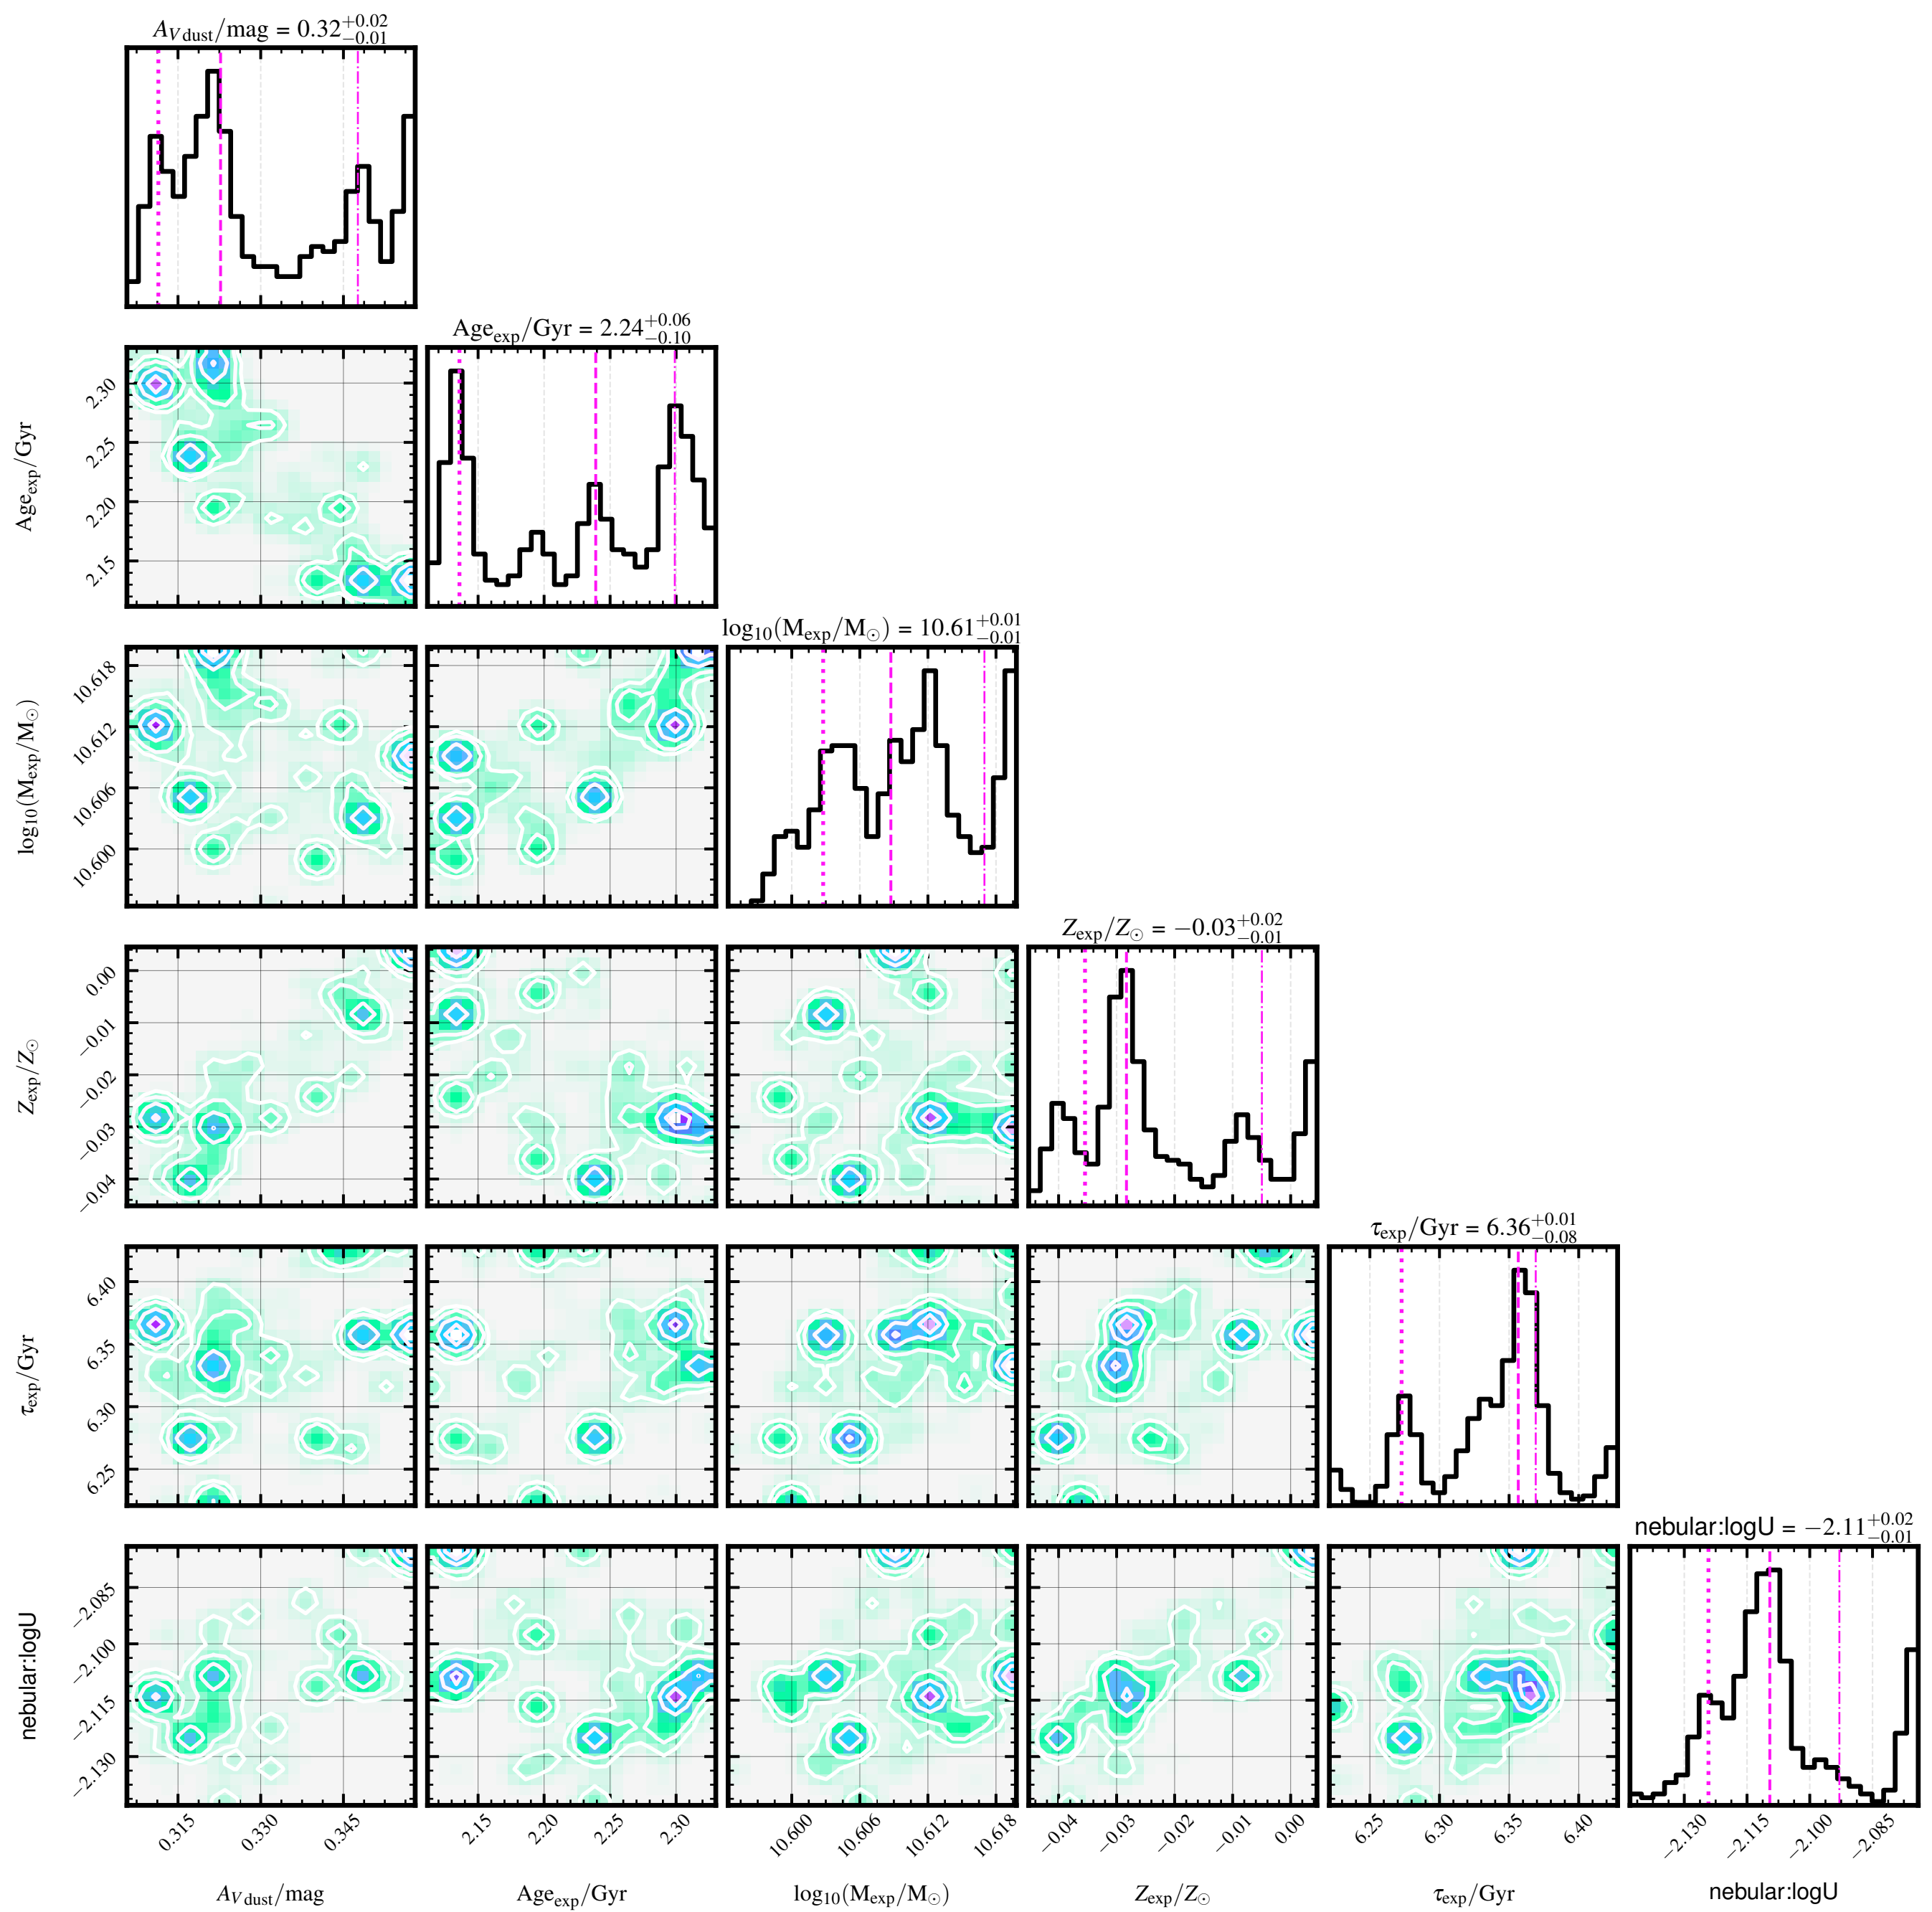 A_V dust/mag = 0.32^{+0.02}_{−0.01}
Age_exp/Gyr = 2.24^{+0.06}_{−0.10}
Age_exp/Gyr
2.30
2.25
2.20
2.15
log₁₀(M_exp/M_⊙) = 10.61^{+0.01}_{−0.01}
log₁₀(M_exp/M_⊙)
10.618
10.612
10.606
10.600
Z_exp/Z_⊙ = −0.03^{+0.02}_{−0.01}
Z_exp/Z_⊙
0.00
−0.01
−0.02
−0.03
−0.04
τ_exp/Gyr = 6.36^{+0.01}_{−0.08}
τ_exp/Gyr
6.40
6.35
6.30
6.25
nebular:logU = −2.11^{+0.02}_{−0.01}
nebular:logU
−2.085
−2.100
−2.115
−2.130
0.315 0.330 0.345
2.15 2.20 2.25 2.30
10.600 10.606 10.612 10.618
−0.04 −0.03 −0.02 −0.01 0.00
6.25 6.30 6.35 6.40
−2.130 −2.115 −2.100 −2.085
A_V dust/mag
Age_exp/Gyr
log₁₀(M_exp/M_⊙)
Z_exp/Z_⊙
τ_exp/Gyr
nebular:logU